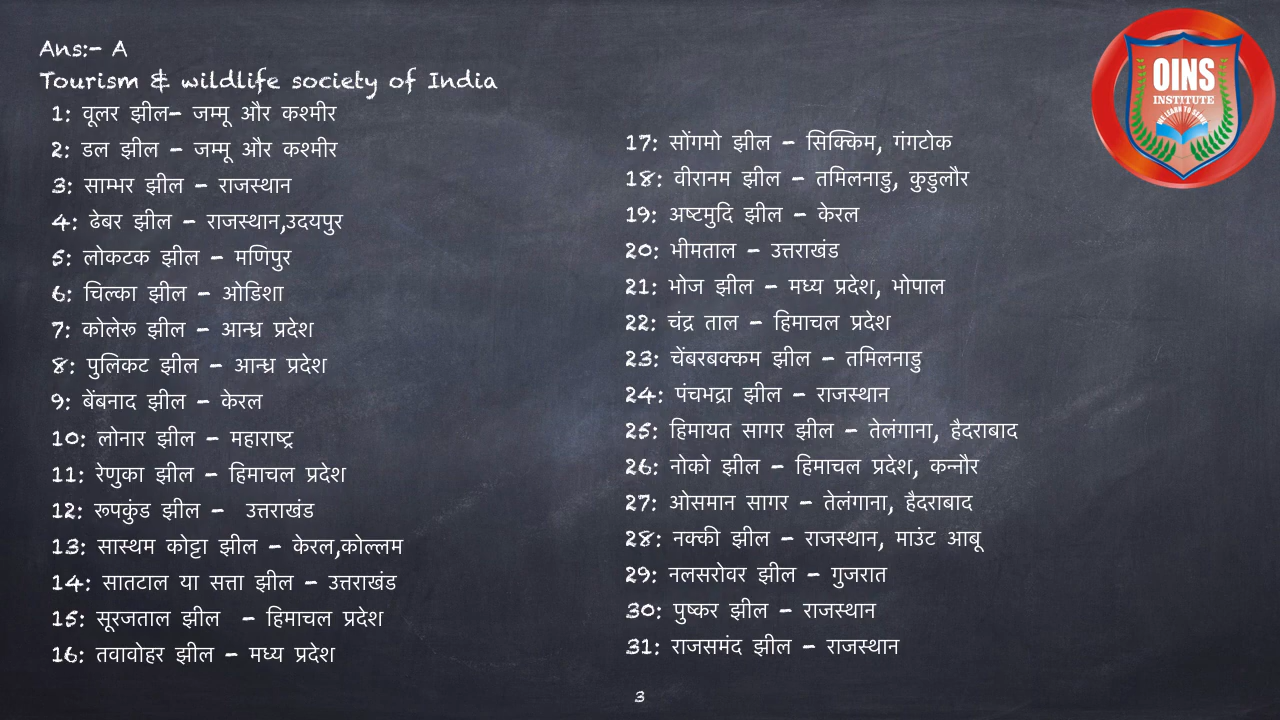 Ans:- A
Tourism & wildlife society of India
1: वूलर झील- जम्मू और कश्मीर
2: डल झील - जम्मू और कश्मीर
3: साम्भर झील - राजस्थान
4: ढेबर झील - राजस्थान,उदयपुर
5: लोकटक झील - मणिपुर
6: चिल्का झील - ओडिशा
7: कोलेरू झील - आन्ध्र प्रदेश
8: पुलिकट झील - आन्ध्र प्रदेश
9: बेंबनाद झील - केरल
10: लोनार झील - महाराष्ट्र
11: रेणुका झील - हिमाचल प्रदेश
12: रूपकुंड झील - उत्तराखंड
13: सास्थम कोट्टा झील - केरल,कोल्लम
14: सातटाल या सत्ता झील - उत्तराखंड
15: सूरजताल झील - हिमाचल प्रदेश
16: तवावोहर झील - मध्य प्रदेश
17: सोंगमो झील - सिक्किम, गंगटोक
18: वीरानम झील - तमिलनाडु, कुडुलौर
19: अष्टमुदि झील - केरल
20: भीमताल - उत्तराखंड
21: भोज झील - मध्य प्रदेश, भोपाल
22: चंद्र ताल - हिमाचल प्रदेश
23: चेंबरबक्कम झील - तमिलनाडु
24: पंचभद्रा झील - राजस्थान
25: हिमायत सागर झील - तेलंगाना, हैदराबाद
26: नोको झील - हिमाचल प्रदेश, कन्नौर
27: ओसमान सागर - तेलंगाना, हैदराबाद
28: नक्की झील - राजस्थान, माउंट आबू
29: नलसरोवर झील - गुजरात
30: पुष्कर झील - राजस्थान
31: राजसमंद झील - राजस्थान
OINS
INSTITUTE
WE LEARN TO SERVE
3